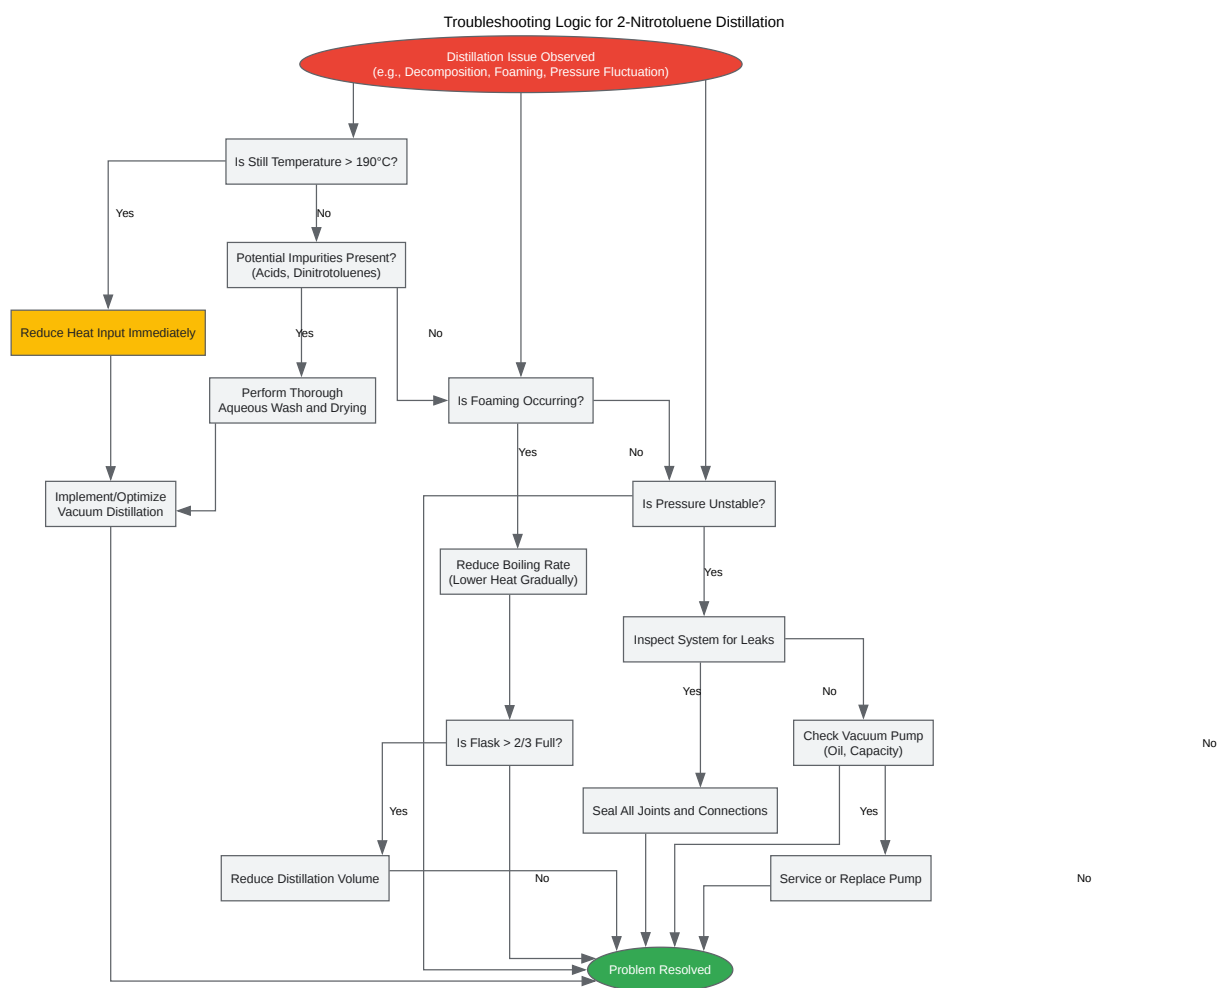 Troubleshooting Logic for 2-Nitrotoluene Distillation
Distillation Issue Observed
(e.g., Decomposition, Foaming, Pressure Fluctuation)
Is Still Temperature > 190°C?
Yes
No
Potential Impurities Present?
(Acids, Dinitrotoluenes)
Reduce Heat Input Immediately
Yes
No
Perform Thorough
Aqueous Wash and Drying
Is Foaming Occurring?
Yes
No
Implement/Optimize
Vacuum Distillation
Is Pressure Unstable?
Reduce Boiling Rate
(Lower Heat Gradually)
Yes
Inspect System for Leaks
Yes
No
Is Flask > 2/3 Full?
Check Vacuum Pump
(Oil, Capacity)
No
Yes
Seal All Joints and Connections
Yes
Reduce Distillation Volume
No
Service or Replace Pump
No
Problem Resolved